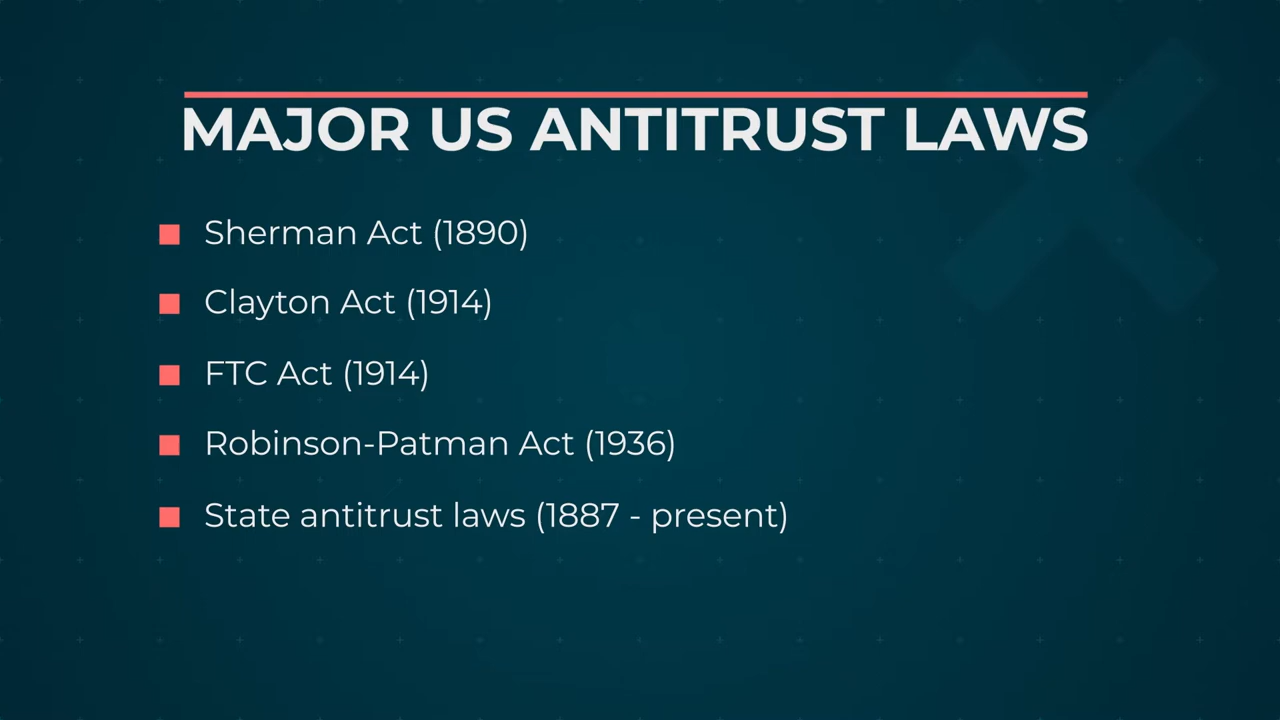 MAJOR US ANTITRUST LAWS
Sherman Act (1890)
Clayton Act (1914)
FTC Act (1914)
Robinson-Patman Act (1936)
State antitrust laws (1887 - present)